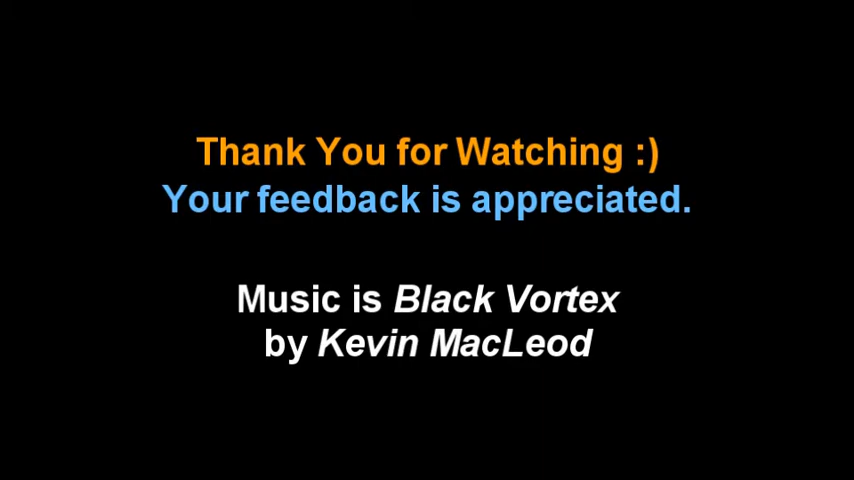 Thank You for Watching :)
Your feedback is appreciated.
Music is Black Vortex
by Kevin MacLeod